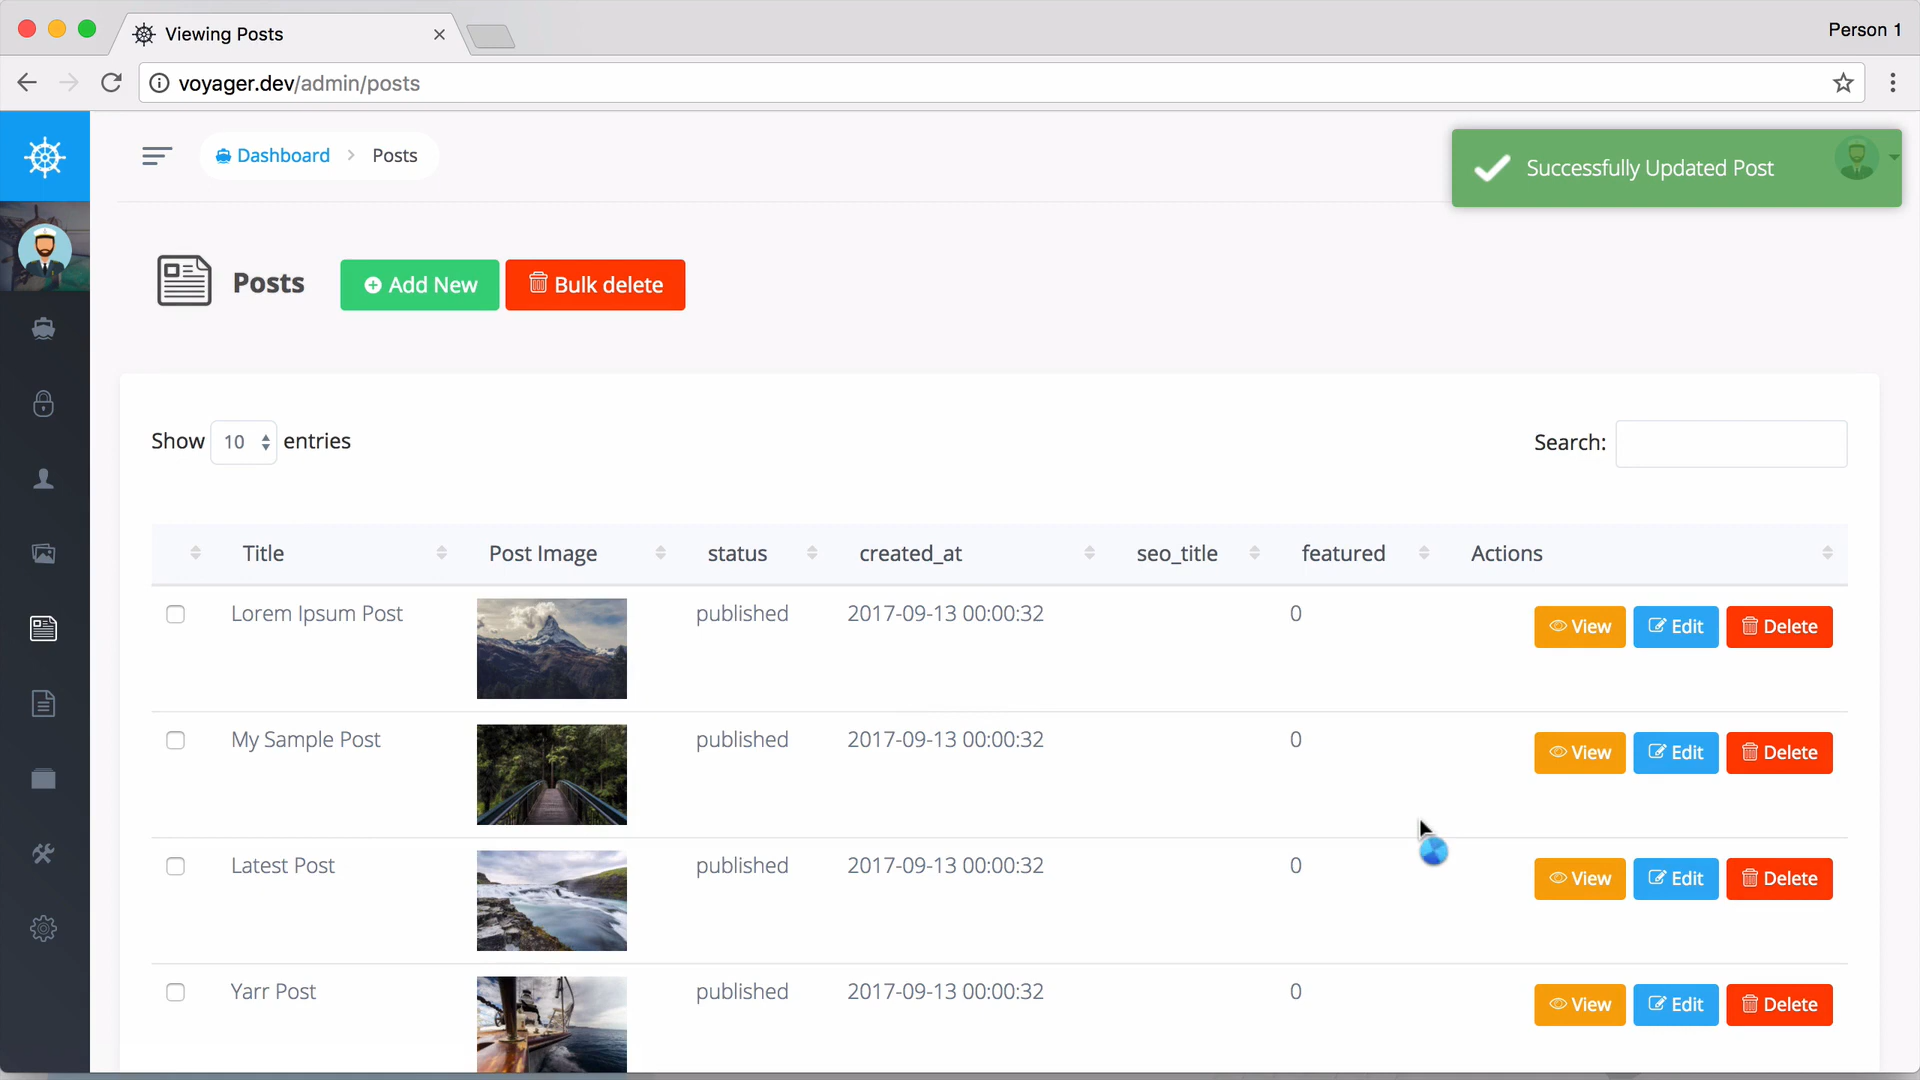 Viewing Posts
Person 1
voyager.dev/admin/posts
Dashboard > Posts
Successfully Updated Post
Posts
Add New
Bulk delete
Show 10 entries
Search:
Title Post Image status created_at seo_title featured Actions
Lorem Ipsum Post published 2017-09-13 00:00:32 0 View Edit Delete
My Sample Post published 2017-09-13 00:00:32 0 View Edit Delete
Latest Post published 2017-09-13 00:00:32 0 View Edit Delete
Yarr Post published 2017-09-13 00:00:32 0 View Edit Delete